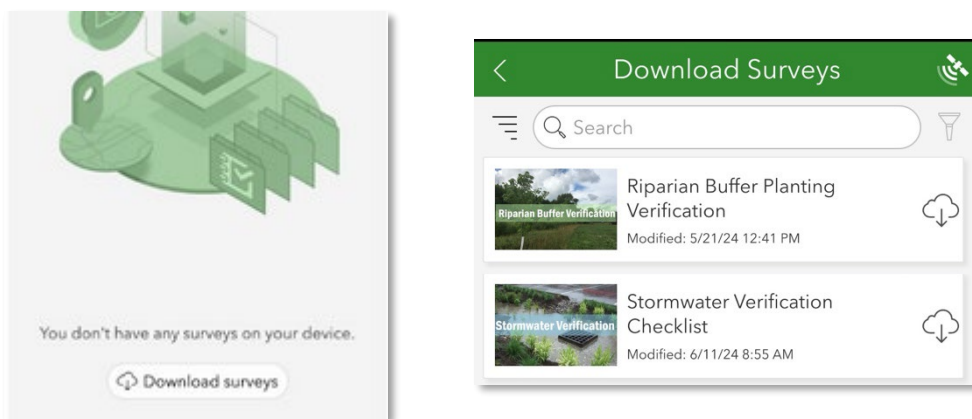 You don't have any surveys on your device.
Download surveys
Download Surveys
Search
Riparian Buffer Verification
Riparian Buffer Planting
Verification
Modified: 5/21/24 12:41 PM
Stormwater Verification
Stormwater Verification
Checklist
Modified: 6/11/24 8:55 AM